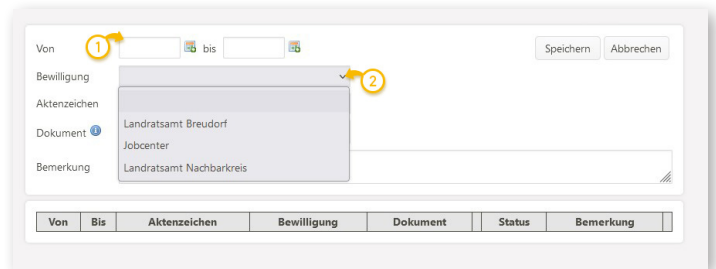 Von 1 bis Speichern Abbrechen
Bewilligung 2
Aktenzeichen
Landratsamt Breudorf
Dokument i
Jobcenter
Bemerkung Landratsamt Nachbarkreis
Von Bis Aktenzeichen Bewilligung Dokument Status Bemerkung